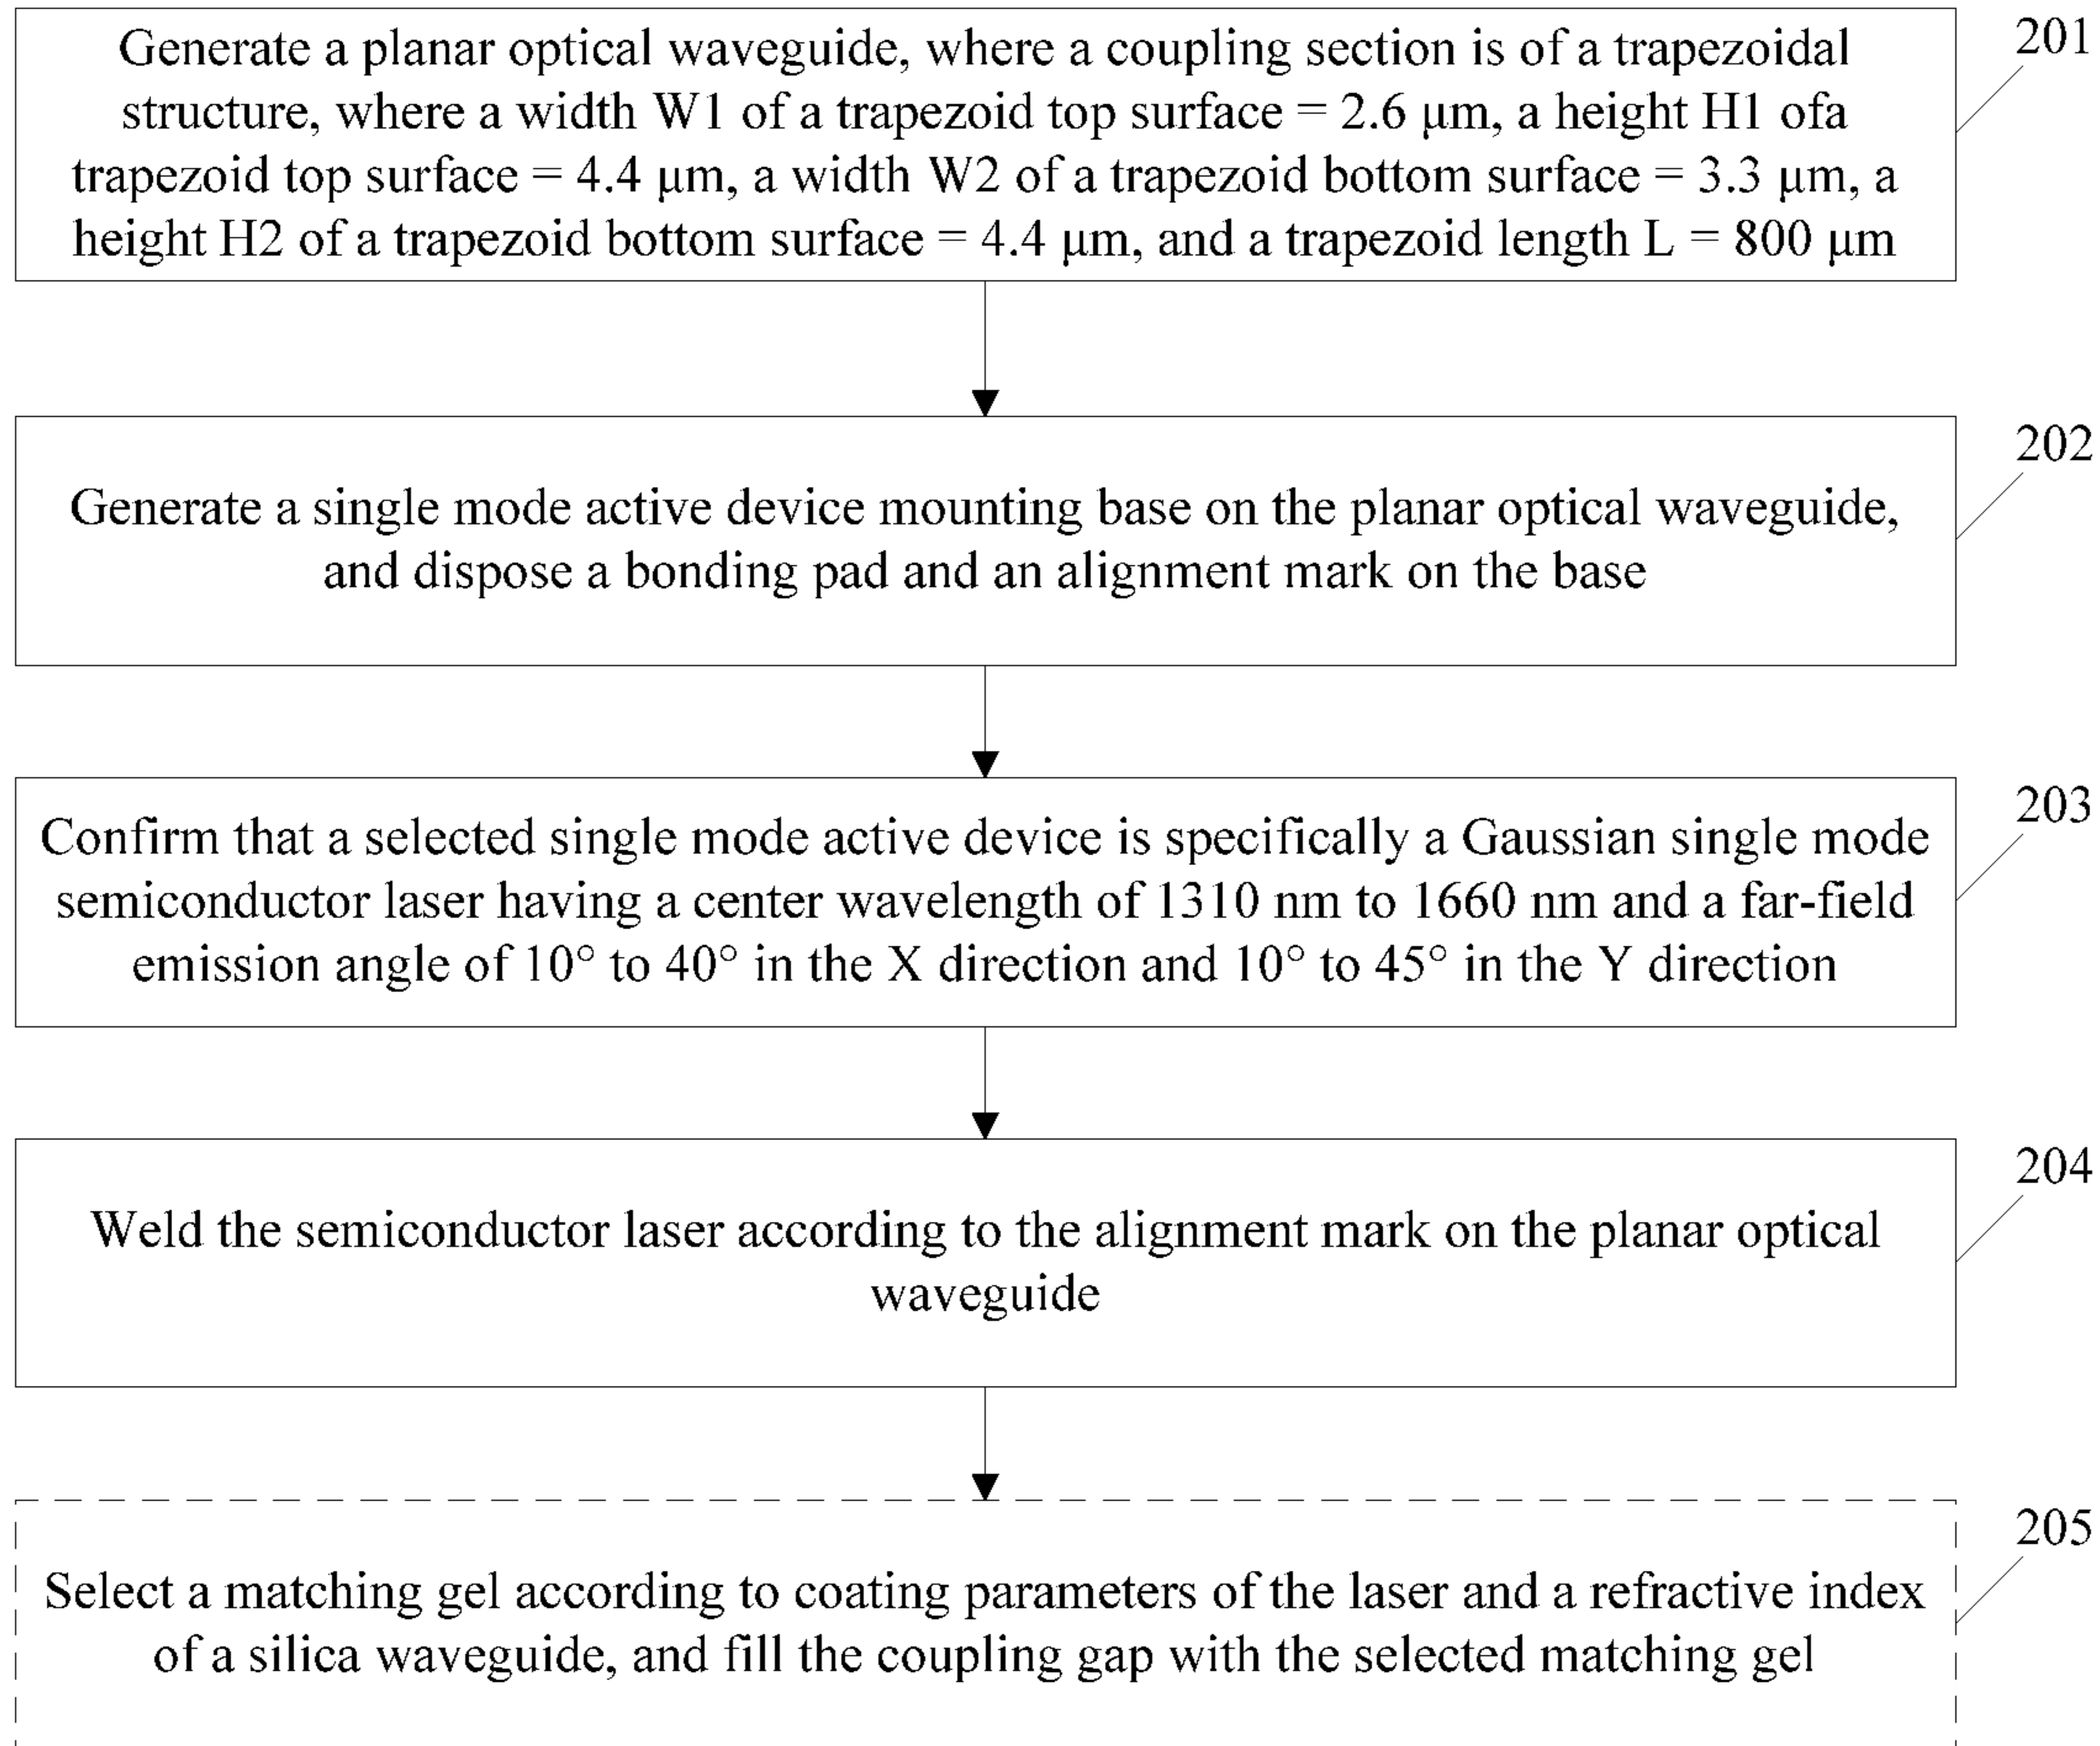 Generate a planar optical waveguide, where a coupling section is of a trapezoidal
structure, where a width W1 of a trapezoid top surface = 2.6 μm, a height H1 ofa
trapezoid top surface = 4.4 μm, a width W2 of a trapezoid bottom surface = 3.3 μm, a
height H2 of a trapezoid bottom surface = 4.4 μm, and a trapezoid length L = 800 μm
201
Generate a single mode active device mounting base on the planar optical waveguide,
and dispose a bonding pad and an alignment mark on the base
202
Confirm that a selected single mode active device is specifically a Gaussian single mode
semiconductor laser having a center wavelength of 1310 nm to 1660 nm and a far-field
emission angle of 10° to 40° in the X direction and 10° to 45° in the Y direction
203
Weld the semiconductor laser according to the alignment mark on the planar optical
waveguide
204
Select a matching gel according to coating parameters of the laser and a refractive index
of a silica waveguide, and fill the coupling gap with the selected matching gel
205